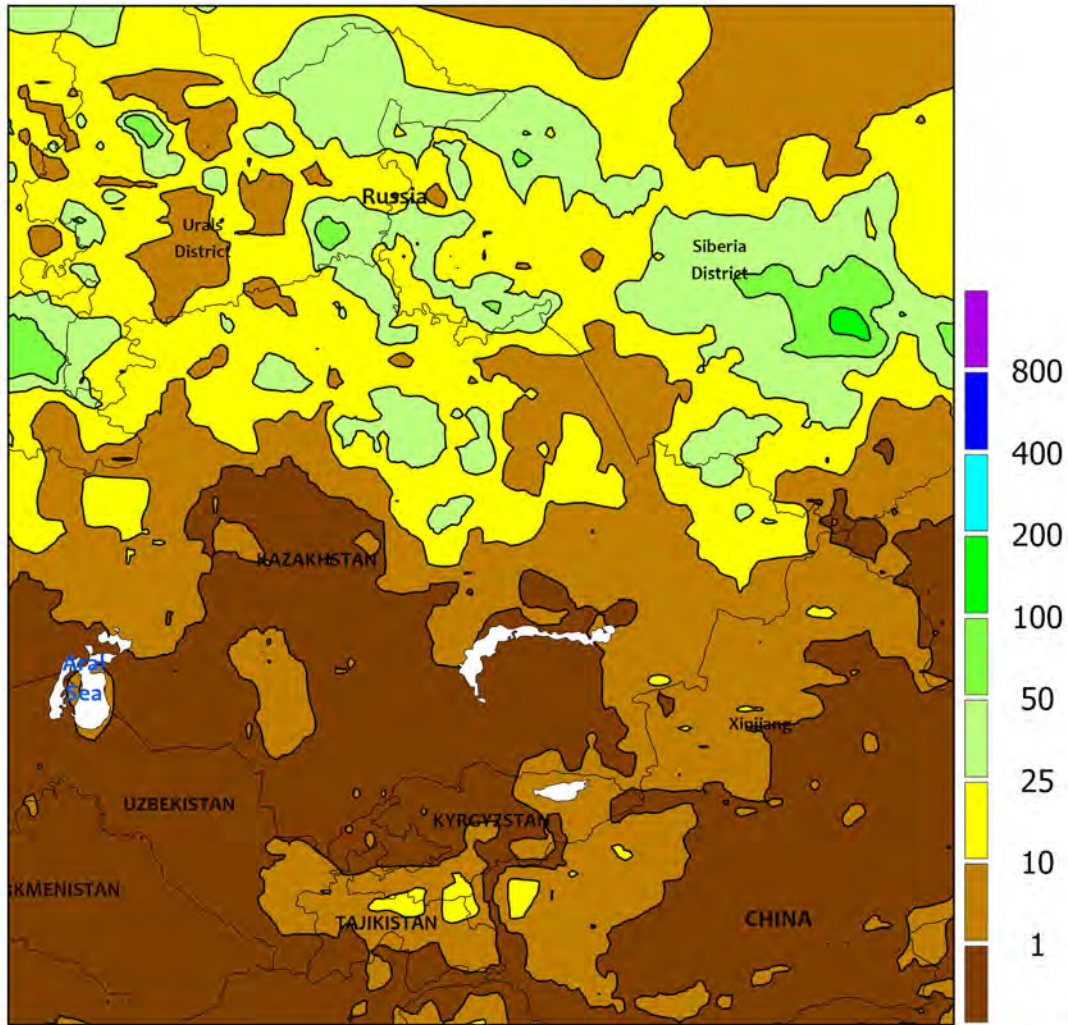 Russia
Urals
District
Siberia
District
800
400
200
KAZAKHSTAN
100
Aral
Sea
50
Xinjiang
25
UZBEKISTAN
KYRGYZSTAN
10
KMENISTAN
TAJIKISTAN
CHINA
1